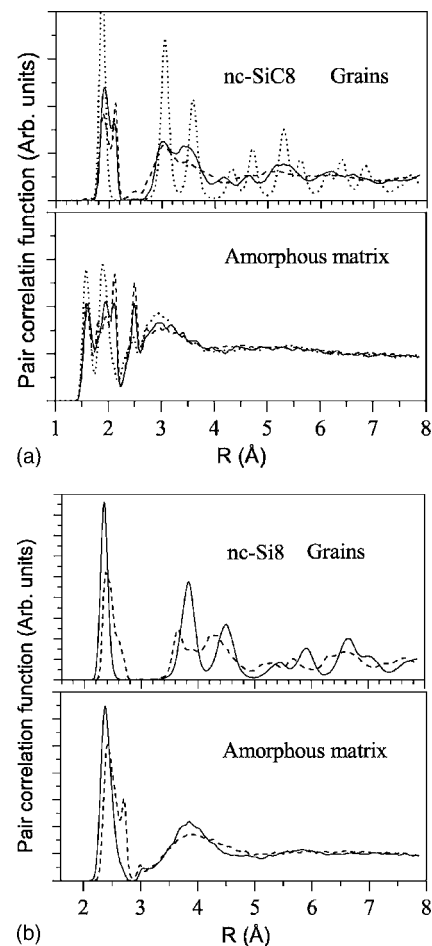 nc-SiC8 Grains
Amorphous matrix
Pair correlatin function (Arb. units)
1 2 3 4 5 6 7 8
(a)
R (Å)
nc-Si8 Grains
Amorphous matrix
Pair correlation function (Arb. units)
2 3 4 5 6 7 8
(b)
R (Å)